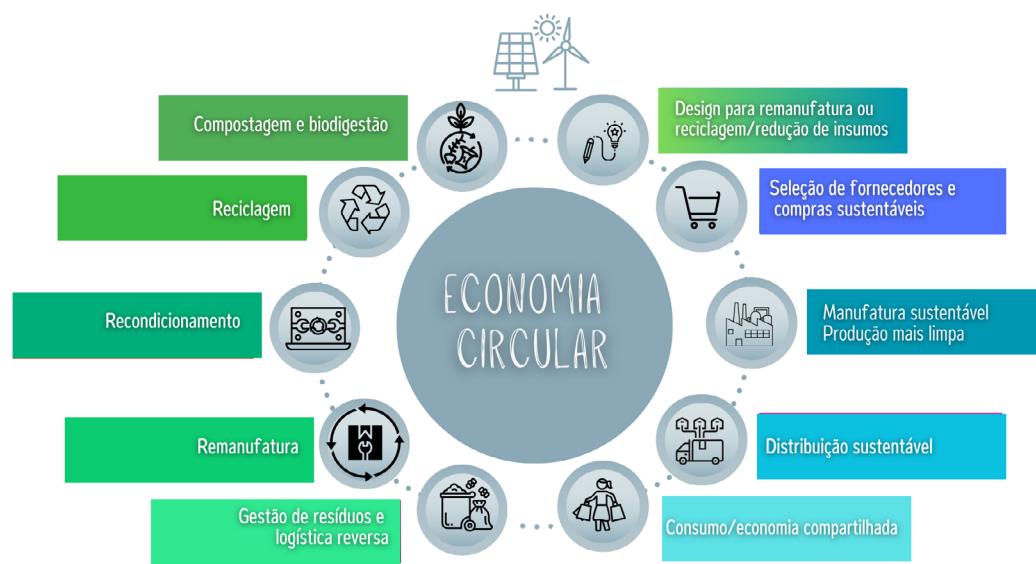 Compostagem e biodigestão
Design para remanufatura ou
reciclagem/redução de insumos
Reciclagem
Seleção de fornecedores e
compras sustentáveis
ECONOMIA
CIRCULAR
Recondicionamento
Manufatura sustentável
Produção mais limpa
Remanufatura
Distribuição sustentável
Gestão de resíduos e
logística reversa
Consumo/economia compartilhada